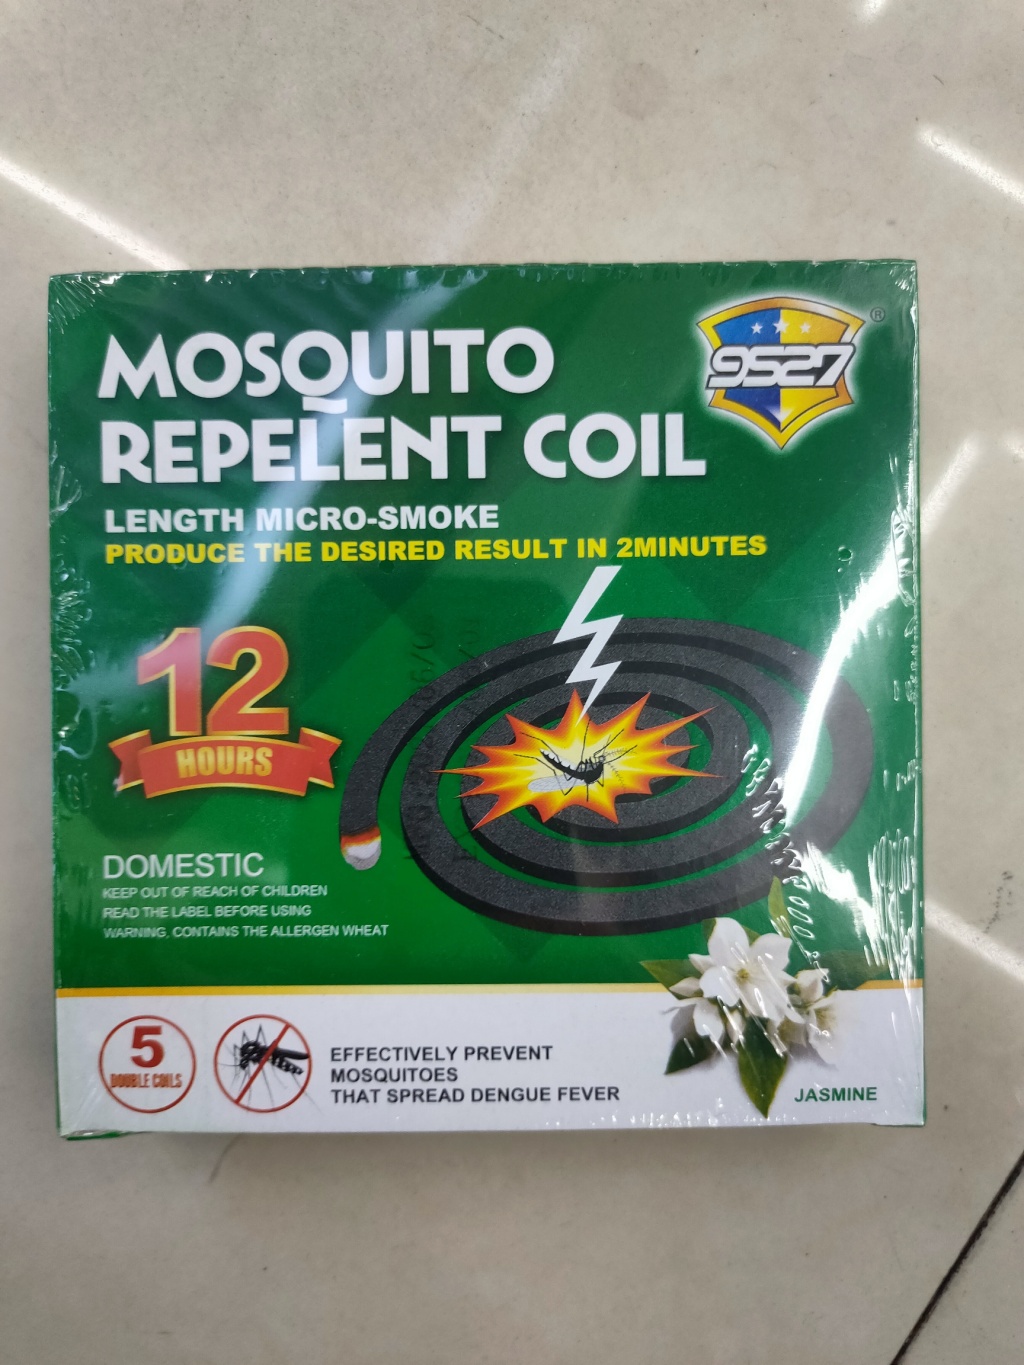 MOSQUITO
REPELENT COIL
9527
®
LENGTH MICRO-SMOKE
PRODUCE THE DESIRED RESULT IN 2MINUTES
12
HOURS
DOMESTIC
KEEP OUT OF REACH OF CHILDREN
READ THE LABEL BEFORE USING
WARNING, CONTAINS THE ALLERGEN WHEAT
5
DOUBLE COILS
EFFECTIVELY PREVENT
MOSQUITOES
THAT SPREAD DENGUE FEVER
JASMINE